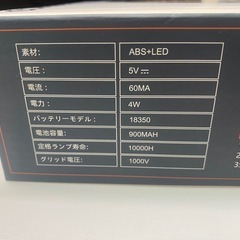 素材: ABS+LED
電圧: 5V⎓
電流: 60MA
電力: 4W
バッテリーモデル: 18350
電池容量: 900MAH
定格ランプ寿命: 10000H
グリッド電圧: 1000V